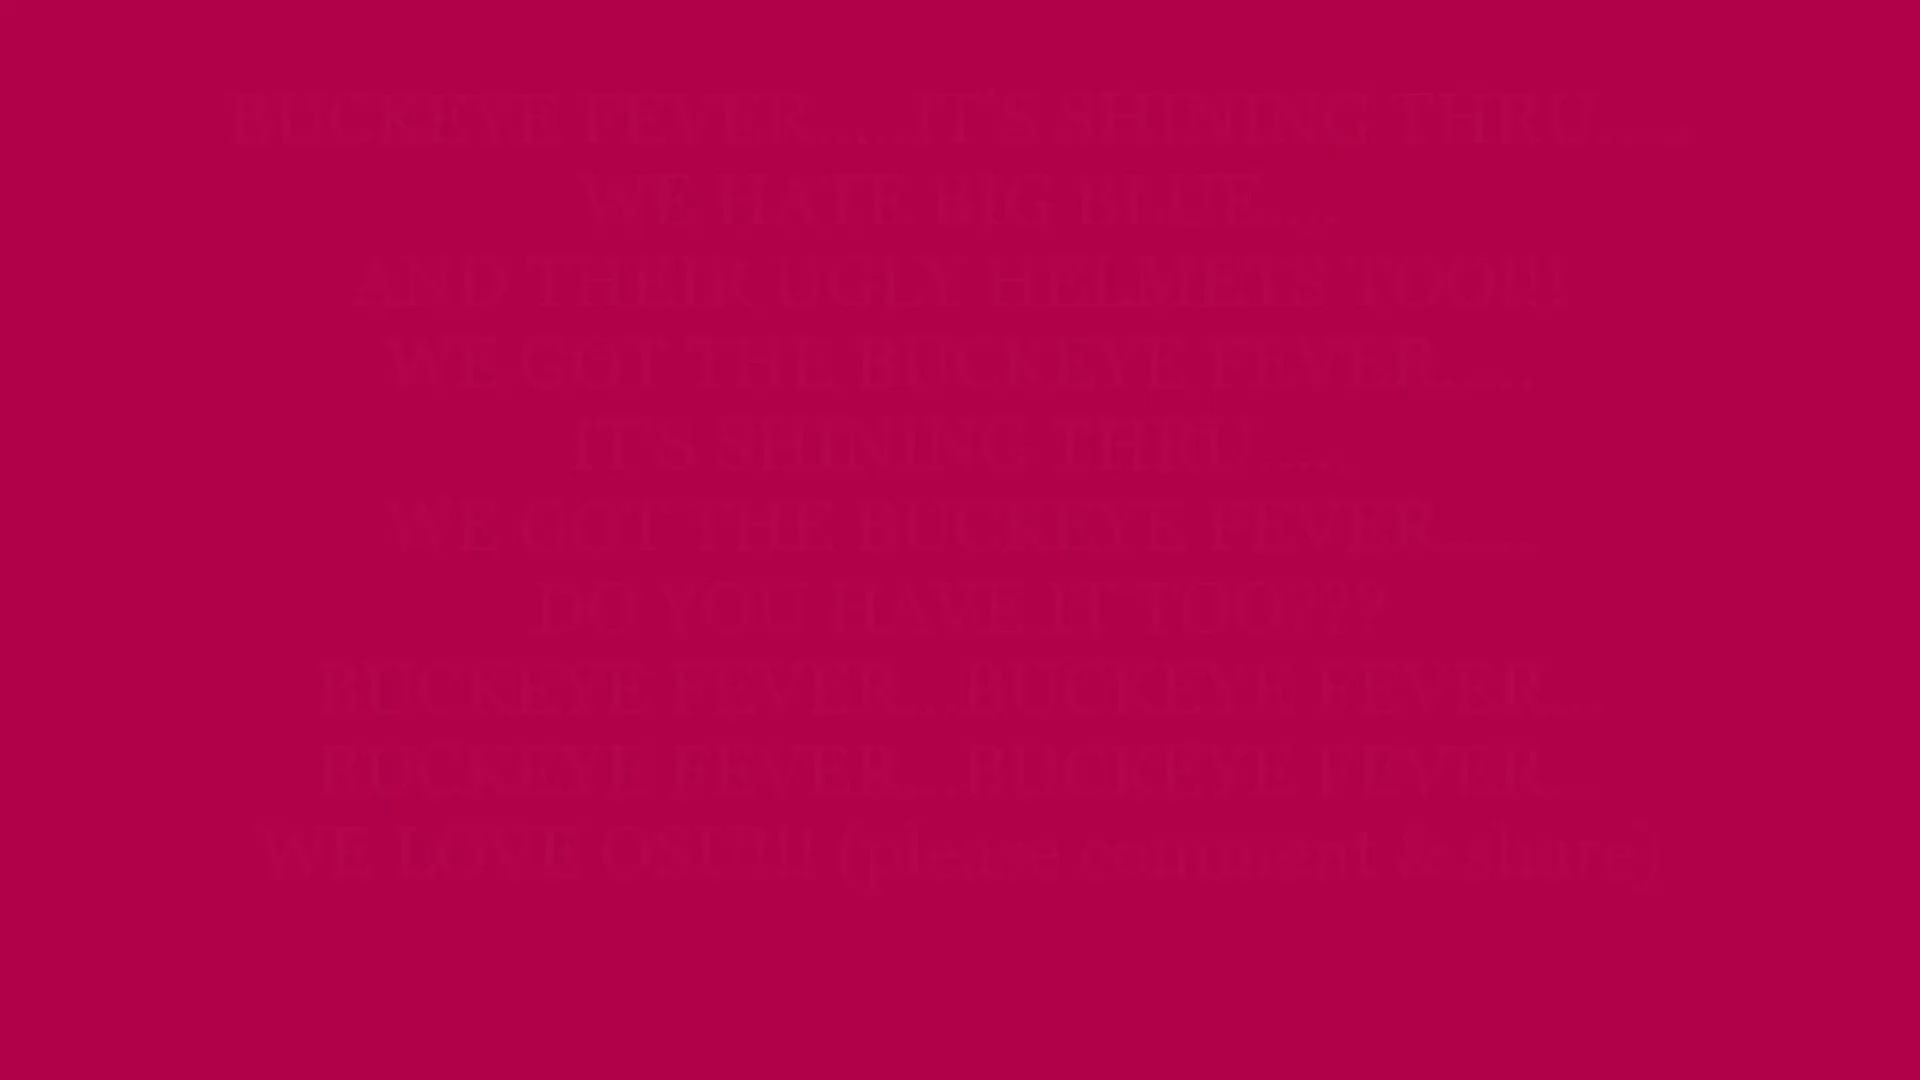 BUCKEYE FEVER.....IT'S SHINING THRU......
WE HATE BIG BLUE.....
AND THEIR UGLY HELMETS TOO!!!
WE GOT THE BUCKEYE FEVER......
IT'S SHINING THRU......
WE GOT THE BUCKEYE FEVER......
DO YOU HAVE IT TOO???
BUCKEYE FEVER....BUCKEYE FEVER....
BUCKEYE FEVER....BUCKEYE FEVER....
WE LOVE OSU!!! (please comment & share)